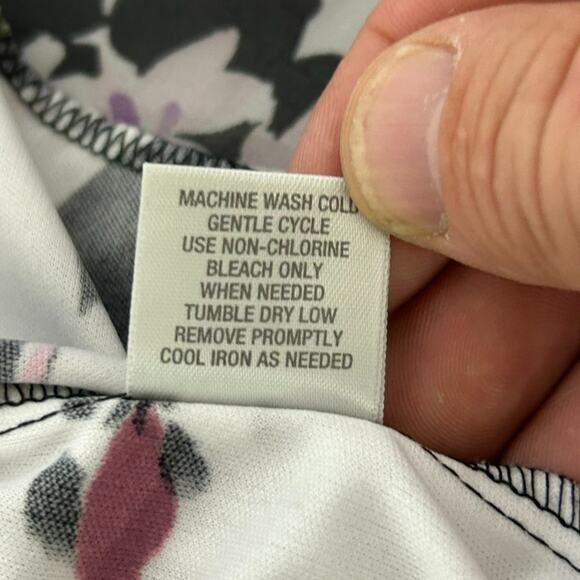 MACHINE WASH COLD
GENTLE CYCLE
USE NON-CHLORINE
BLEACH ONLY
WHEN NEEDED
TUMBLE DRY LOW
REMOVE PROMPTLY
COOL IRON AS NEEDED